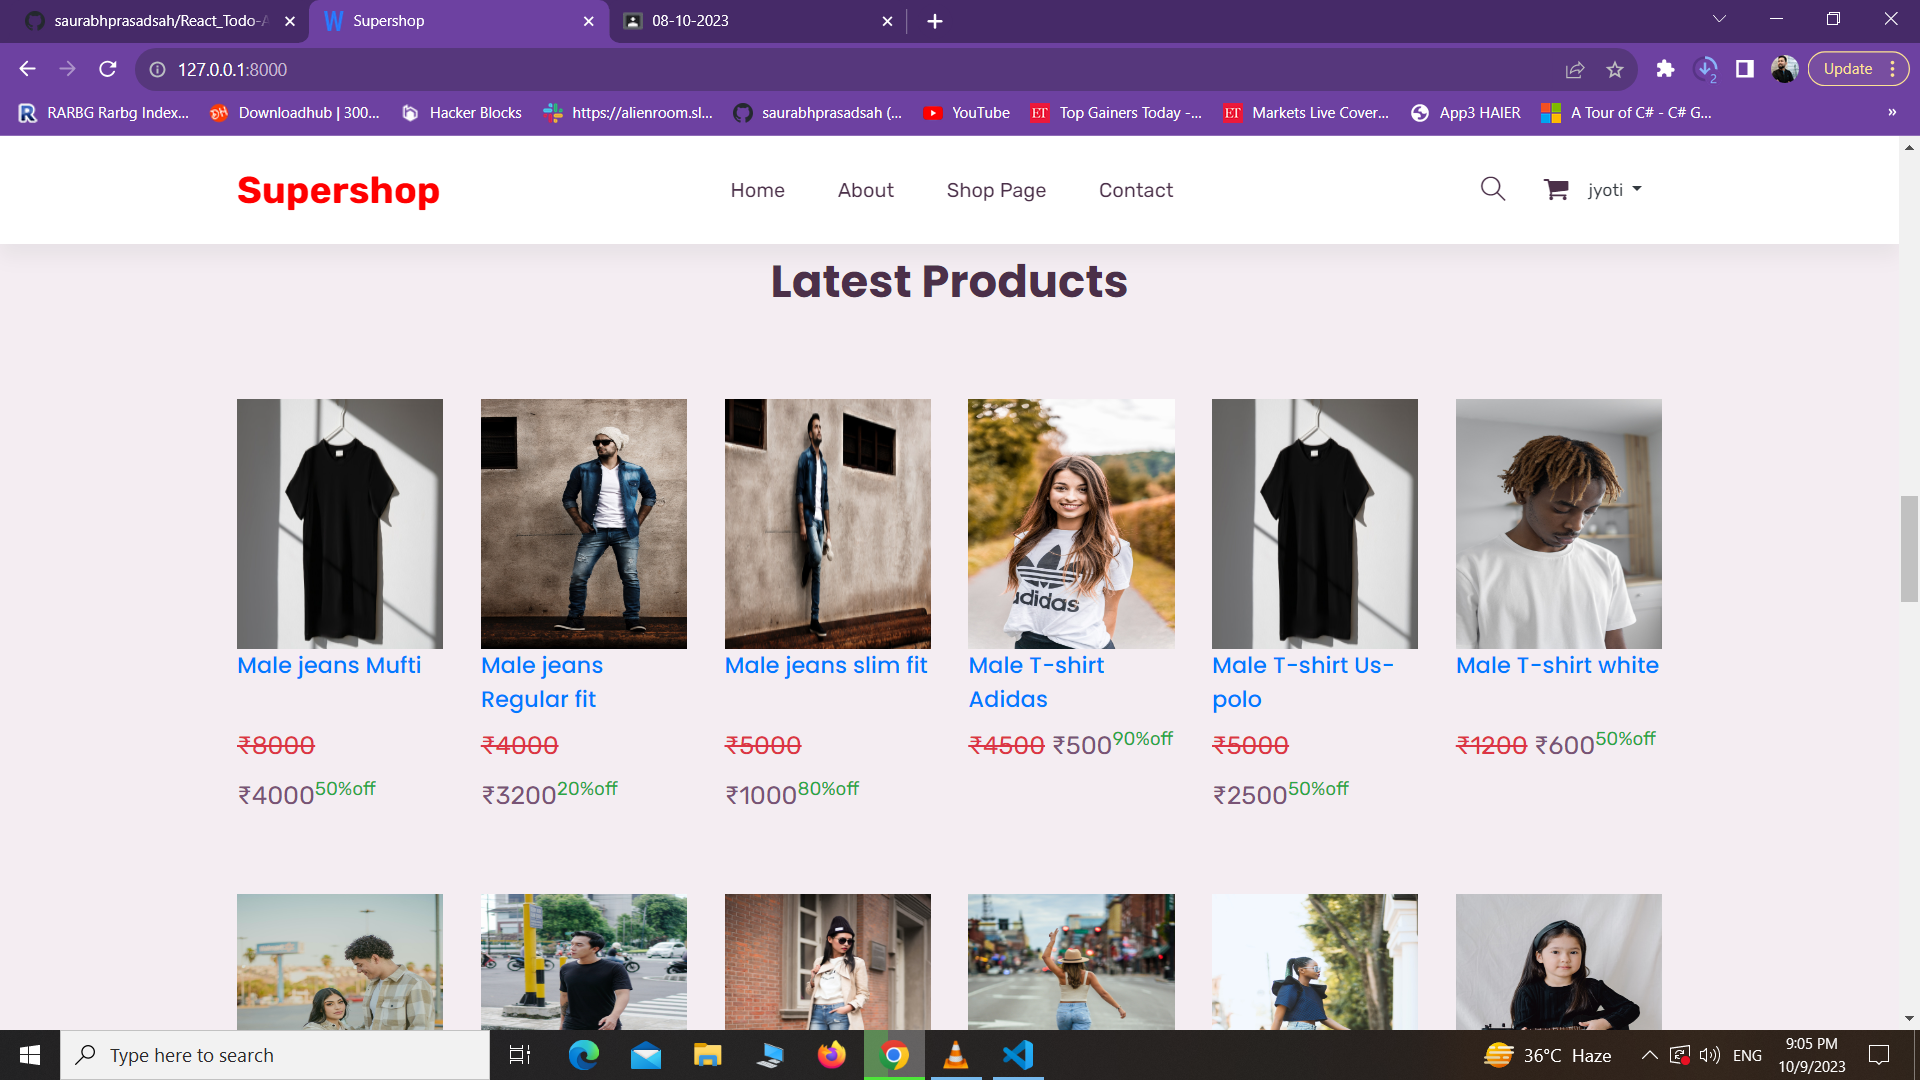 saurabhprasadsah/React_Todo-A
Supershop
08-10-2023
127.0.0.1:8000
Update
RARBG Rarbg Index...
Downloadhub | 300...
Hacker Blocks
https://alienroom.sl...
saurabhprasadsah (...
YouTube
Top Gainers Today -...
Markets Live Cover...
App3 HAIER
A Tour of C# - C# G...
»
Supershop
Home
About
Shop Page
Contact
jyoti
Latest Products
adidas
Male jeans Mufti
₹8000
₹4000 50%off
Male jeans
Regular fit
₹4000
₹3200 20%off
Male jeans slim fit
₹5000
₹1000 80%off
Male T-shirt
Adidas
₹4500 ₹500 90%off
Male T-shirt Us-
polo
₹5000
₹2500 50%off
Male T-shirt white
₹1200 ₹600 50%off
Type here to search
36°C Haze
ENG
9:05 PM
10/9/2023